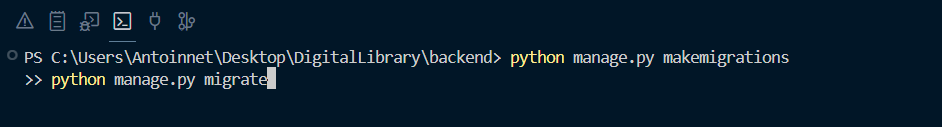 PS C:\Users\Antoinnet\Desktop\DigitalLibrary\backend> python manage.py makemigrations
>> python manage.py migrate